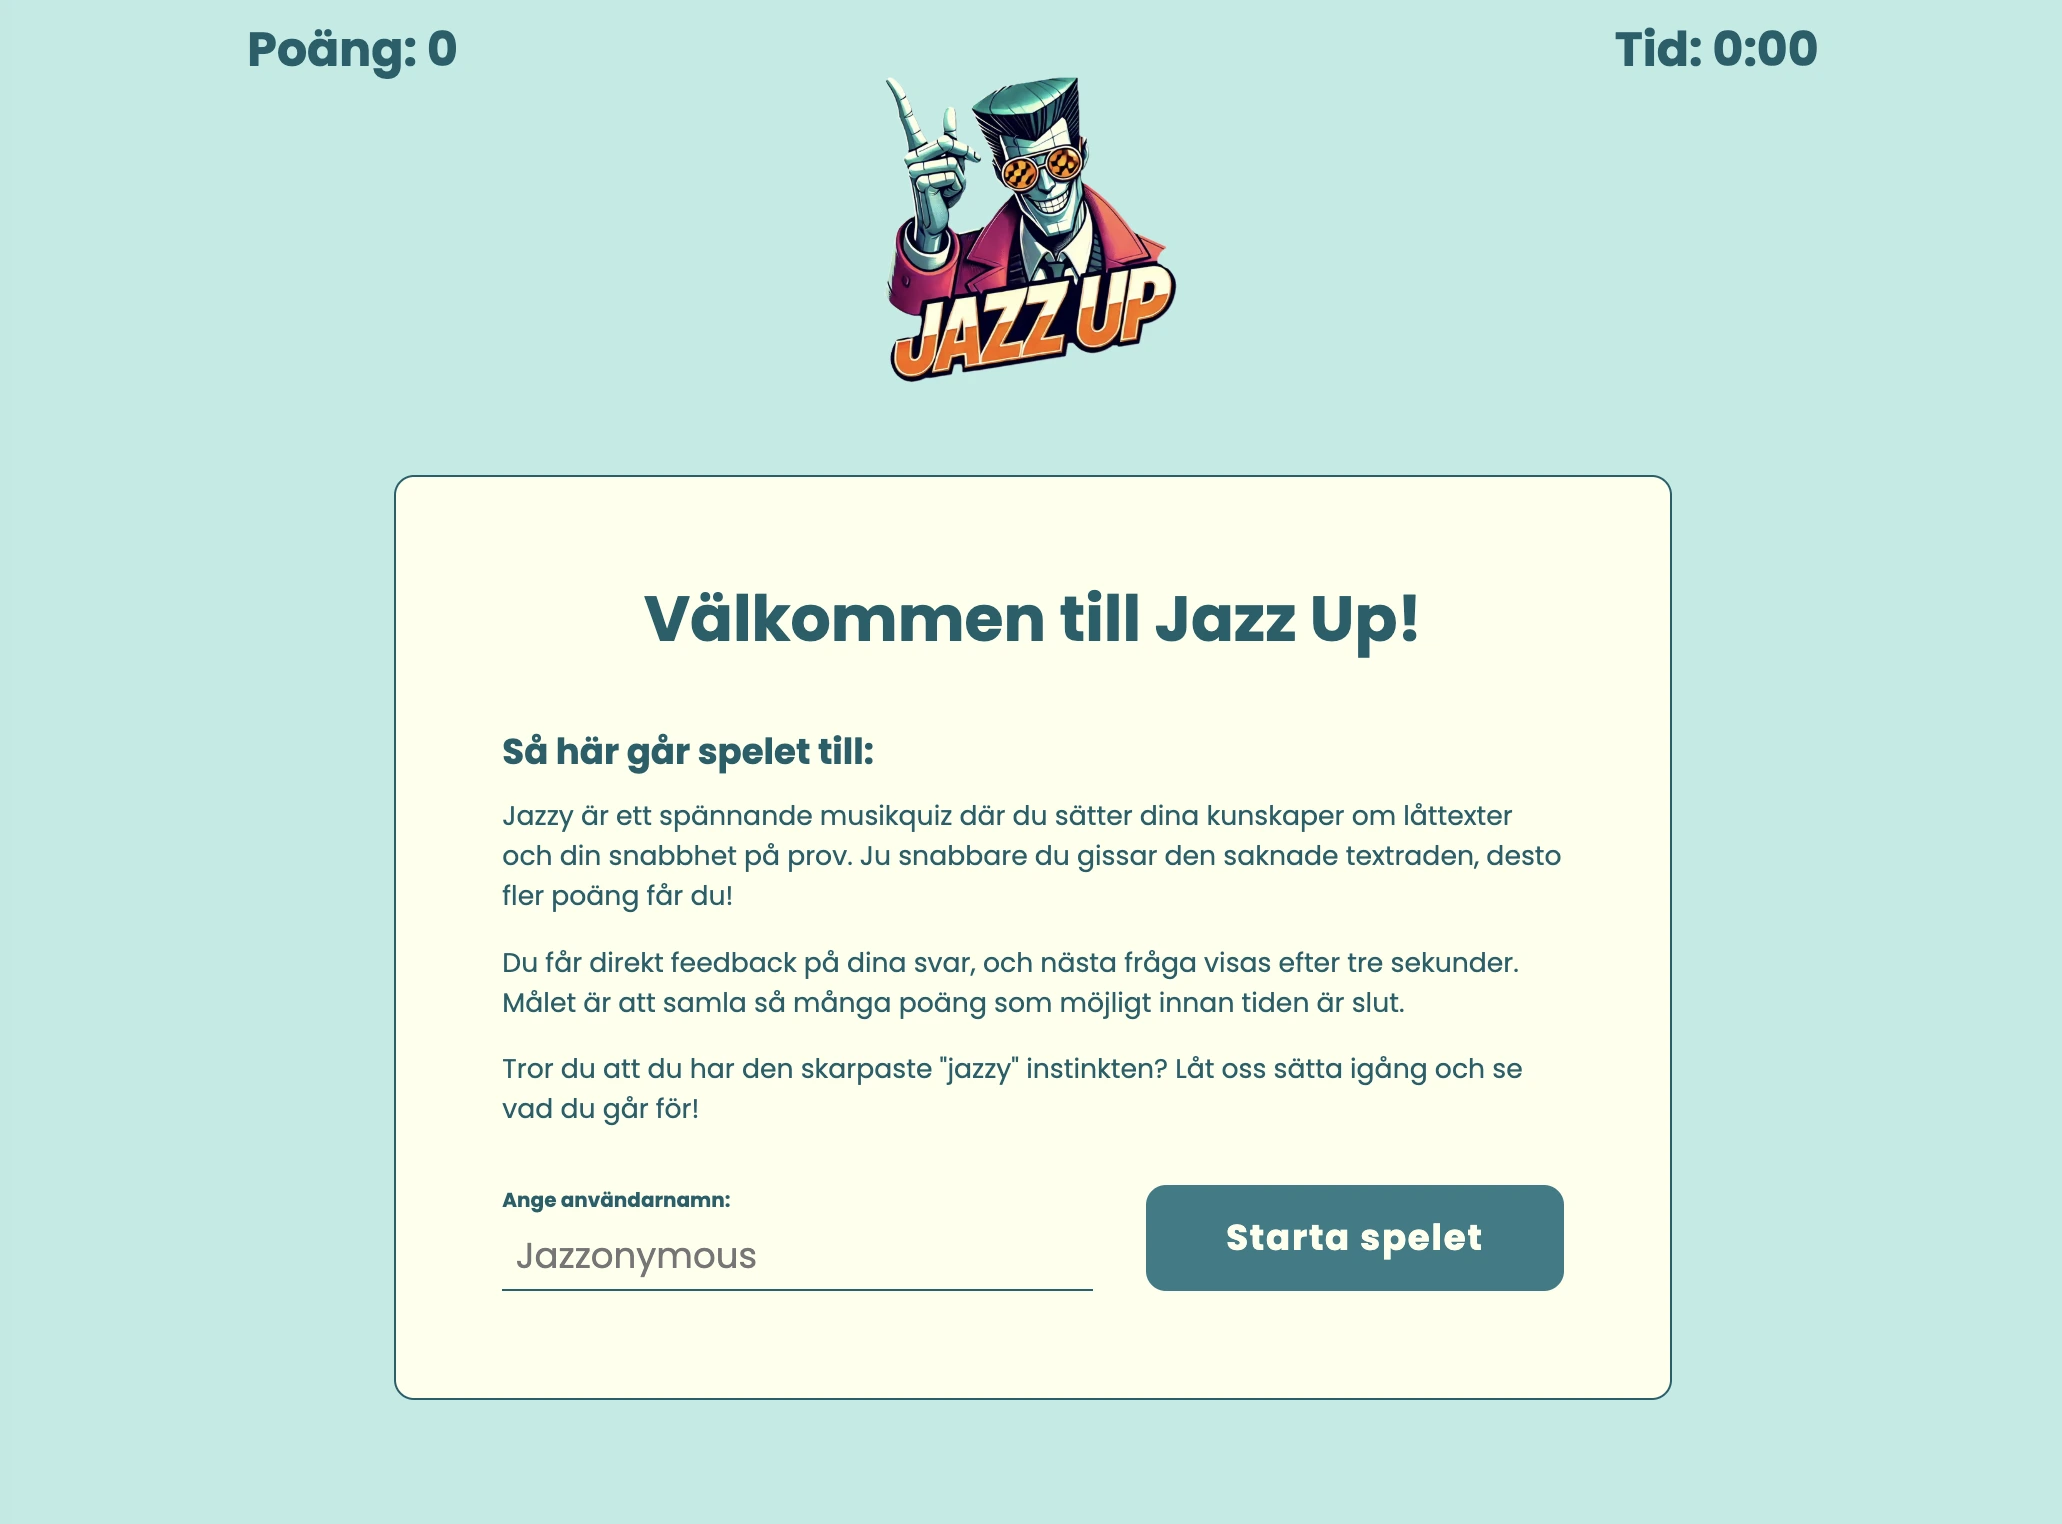 Poäng: 0
Tid: 0:00
JAZZ UP
Välkommen till Jazz Up!
Så här går spelet till:
Jazzy är ett spännande musikquiz där du sätter dina kunskaper om låttexter
och din snabbhet på prov. Ju snabbare du gissar den saknade textraden, desto
fler poäng får du!
Du får direkt feedback på dina svar, och nästa fråga visas efter tre sekunder.
Målet är att samla så många poäng som möjligt innan tiden är slut.
Tror du att du har den skarpaste "jazzy" instinkten? Låt oss sätta igång och se
vad du går för!
Ange användarnamn:
Jazzonymous
Starta spelet